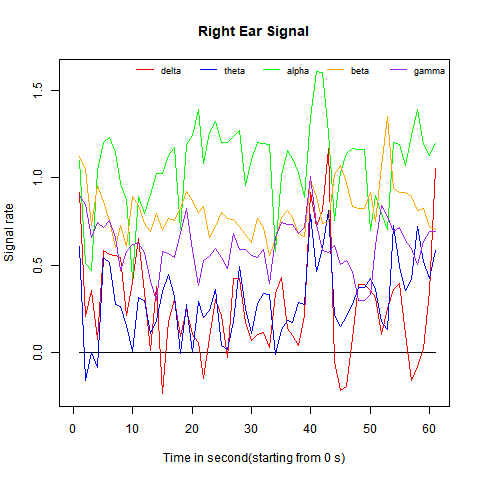 Right Ear Signal
delta theta alpha beta gamma
Signal rate
0.0 0.5 1.0 1.5
0 10 20 30 40 50 60
Time in second(starting from 0 s)